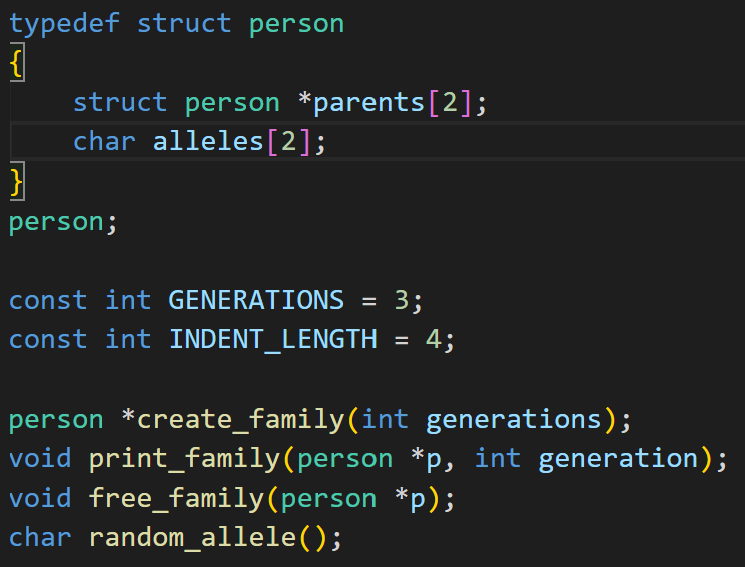 typedef struct person
{
    struct person *parents[2];
    char alleles[2];
}
person;

const int GENERATIONS = 3;
const int INDENT_LENGTH = 4;

person *create_family(int generations);
void print_family(person *p, int generation);
void free_family(person *p);
char random_allele();